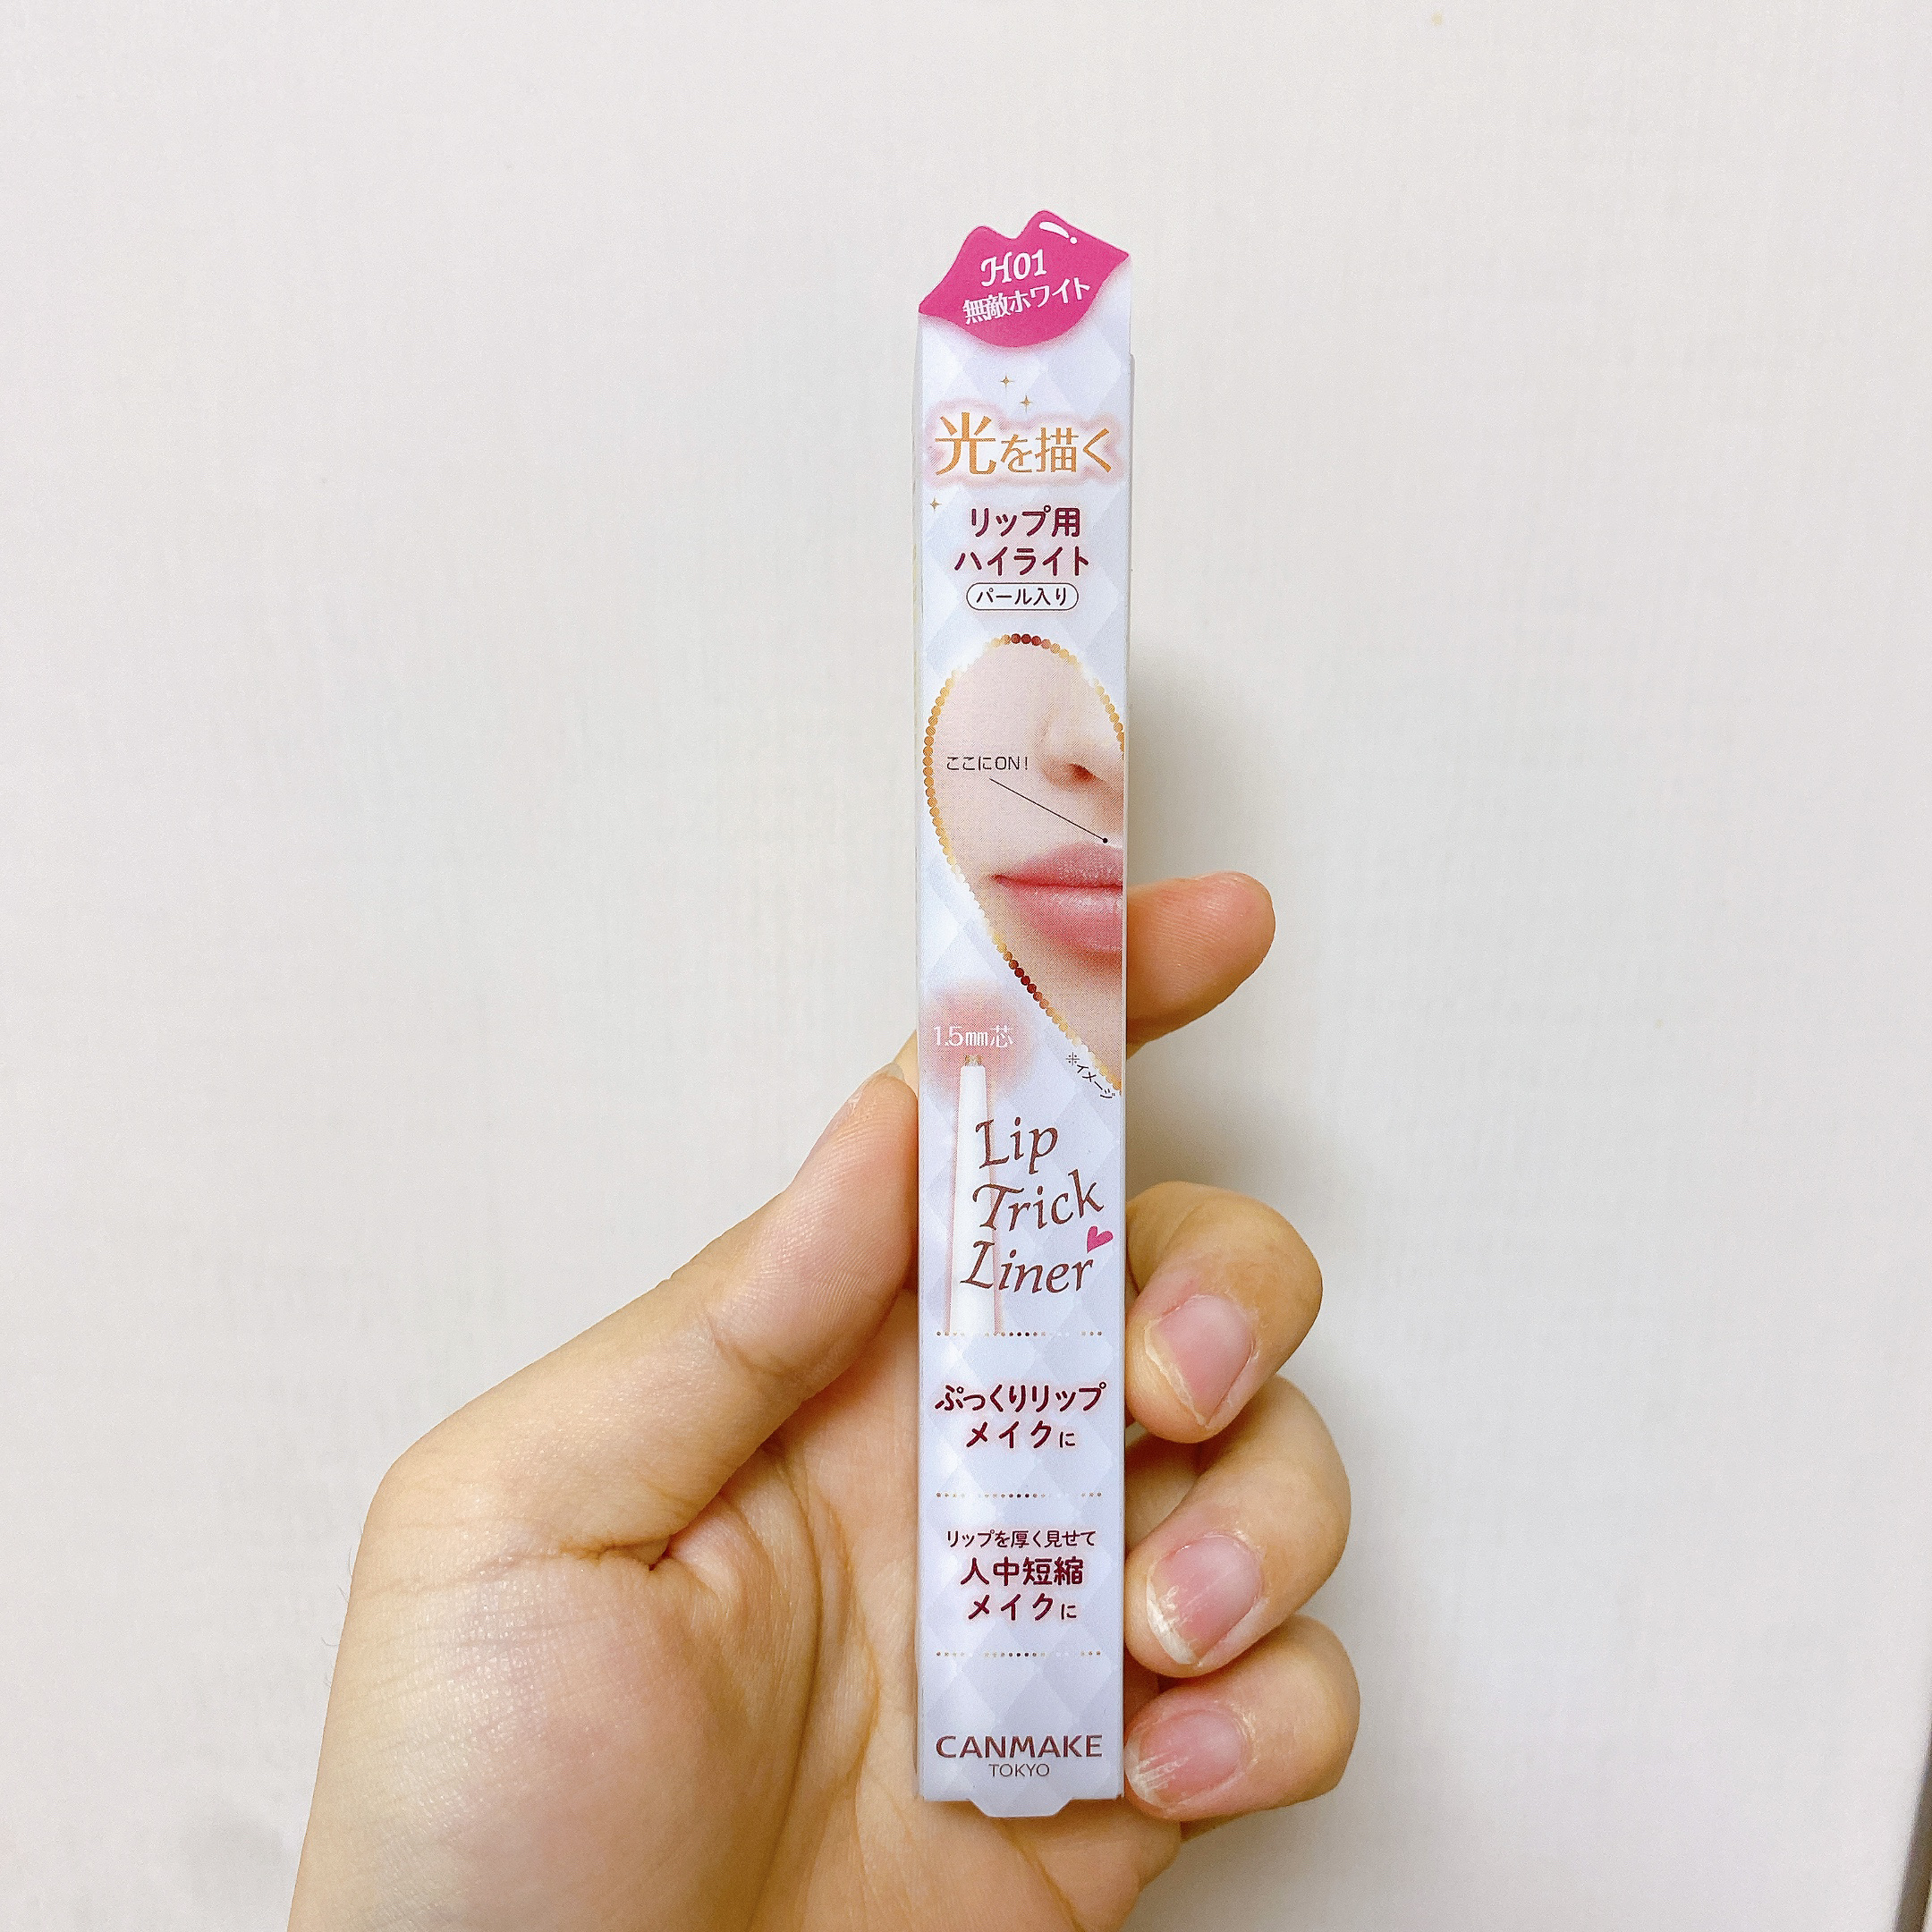 H01
無敵ホワイト
光を描く
リップ用
ハイライト
パール入り
ここにON!
1.5mm芯
※イメージ
Lip
Trick
Liner
ぷっくりリップ
メイクに
リップを厚く見せて
人中短縮
メイクに
CANMAKE
TOKYO